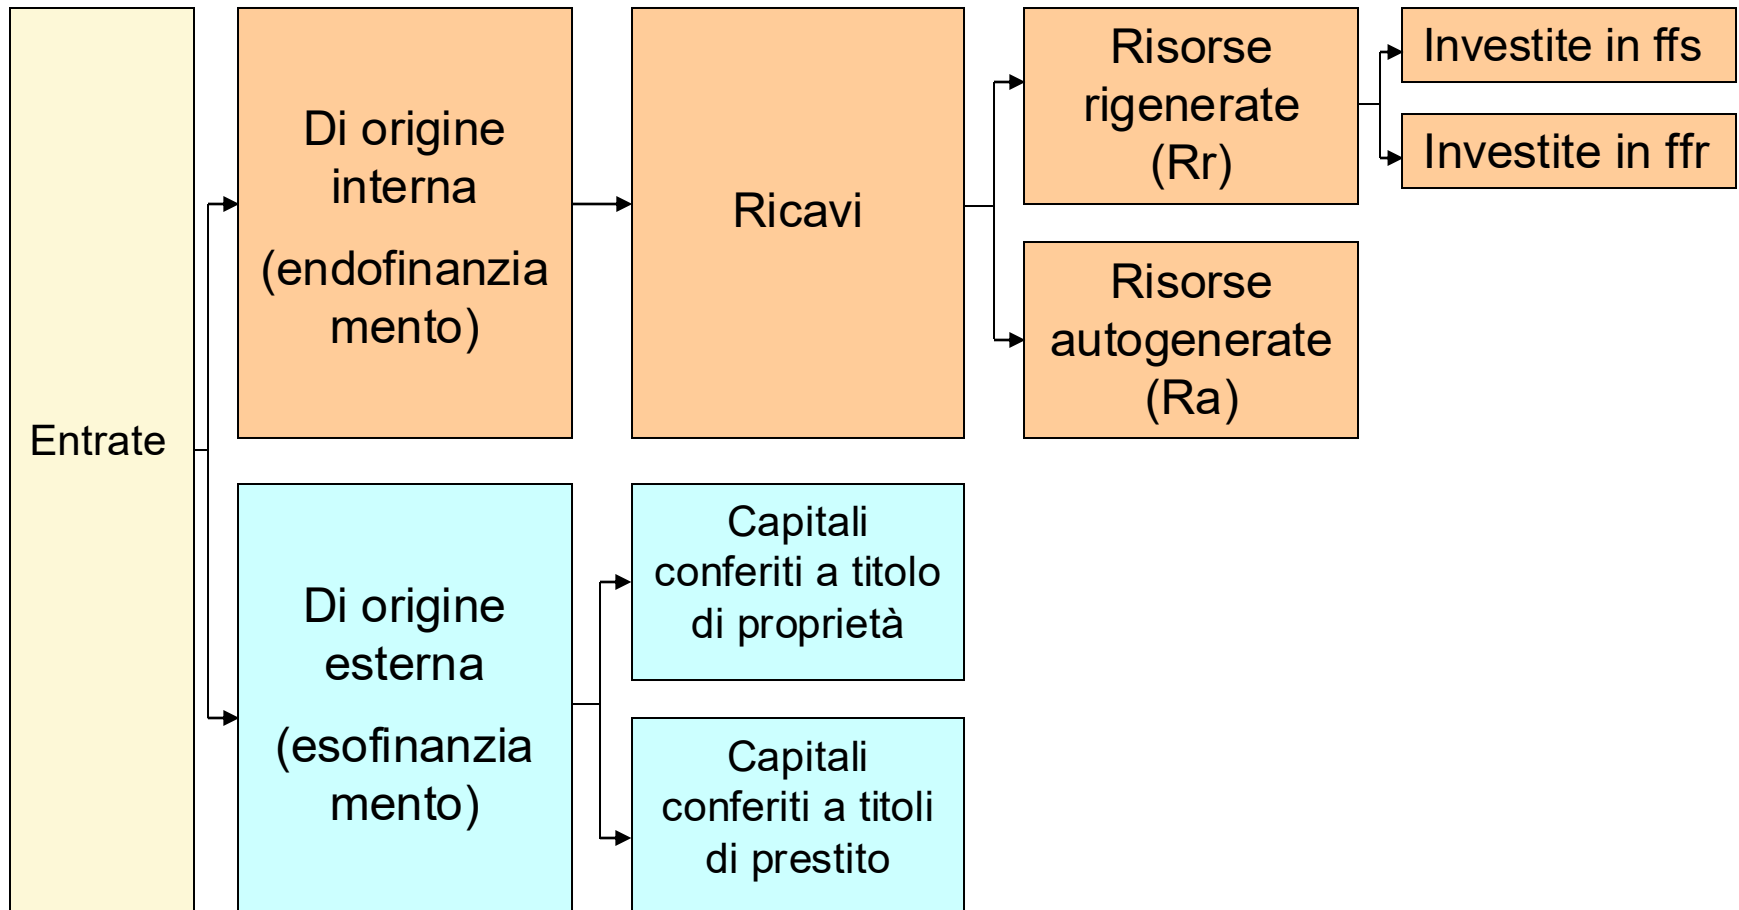 Entrate
Di origine
interna
(endofinanzia
mento)
Ricavi
Risorse
rigenerate
(Rr)
Investite in ffs
Investite in ffr
Risorse
autogenerate
(Ra)
Di origine
esterna
(esofinanzia
mento)
Capitali
conferiti a titolo
di proprietà
Capitali
conferiti a titoli
di prestito